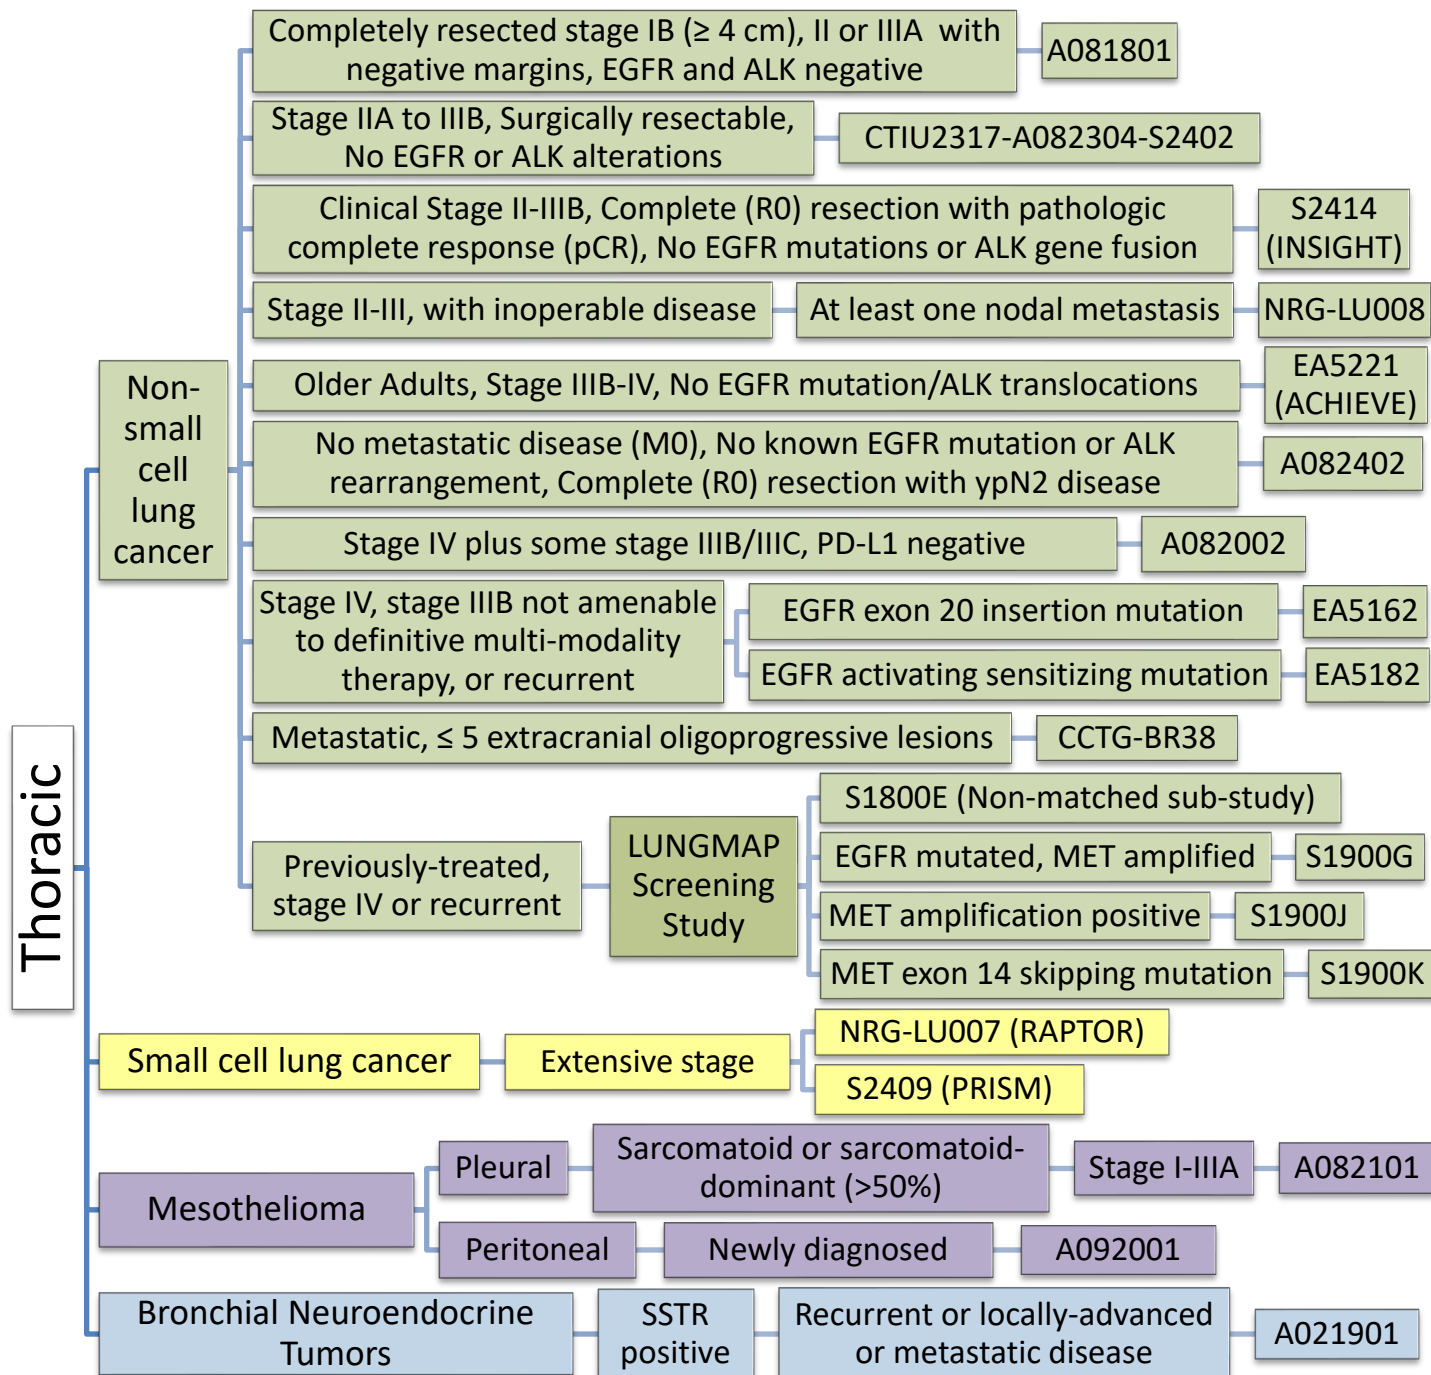 Thoracic
Non-
small
cell
lung
cancer
Completely resected stage IB (≥ 4 cm), II or IIIA with
negative margins, EGFR and ALK negative
A081801
Stage IIA to IIIB, Surgically resectable,
No EGFR or ALK alterations
CTIU2317-A082304-S2402
Clinical Stage II-IIIB, Complete (R0) resection with pathologic
complete response (pCR), No EGFR mutations or ALK gene fusion
S2414
(INSIGHT)
Stage II-III, with inoperable disease
At least one nodal metastasis
NRG-LU008
Older Adults, Stage IIIB-IV, No EGFR mutation/ALK translocations
EA5221
(ACHIEVE)
No metastatic disease (M0), No known EGFR mutation or ALK
rearrangement, Complete (R0) resection with ypN2 disease
A082402
Stage IV plus some stage IIIB/IIIC, PD-L1 negative
A082002
Stage IV, stage IIIB not amenable
to definitive multi-modality
therapy, or recurrent
EGFR exon 20 insertion mutation
EA5162
EGFR activating sensitizing mutation
EA5182
Metastatic, ≤ 5 extracranial oligoprogressive lesions
CCTG-BR38
Previously-treated,
stage IV or recurrent
LUNGMAP
Screening
Study
S1800E (Non-matched sub-study)
EGFR mutated, MET amplified
S1900G
MET amplification positive
S1900J
MET exon 14 skipping mutation
S1900K
Small cell lung cancer
Extensive stage
NRG-LU007 (RAPTOR)
S2409 (PRISM)
Mesothelioma
Pleural
Sarcomatoid or sarcomatoid-
dominant (>50%)
Stage I-IIIA
A082101
Peritoneal
Newly diagnosed
A092001
Bronchial Neuroendocrine
Tumors
SSTR
positive
Recurrent or locally-advanced
or metastatic disease
A021901